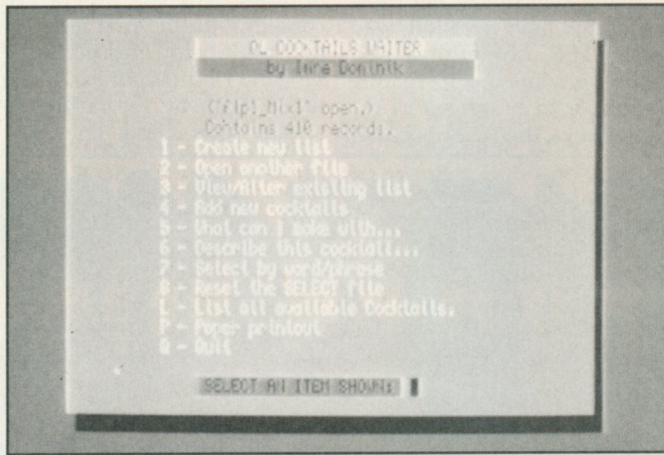 QL COCKTAILS WAITER
by Imre Dominik
("flp1_Mix1" open.)
Contains 410 records.
1 - Create new list
2 - Open another file
3 - View/Alter existing list
4 - Add new cocktails
5 - What can I make with...
6 - Describe this cocktail...
7 - Select by word/phrase
8 - Reset the SELECT file
L - List all available Cocktails.
P - Paper printout
Q - Quit
SELECT AN ITEM SHOWN: